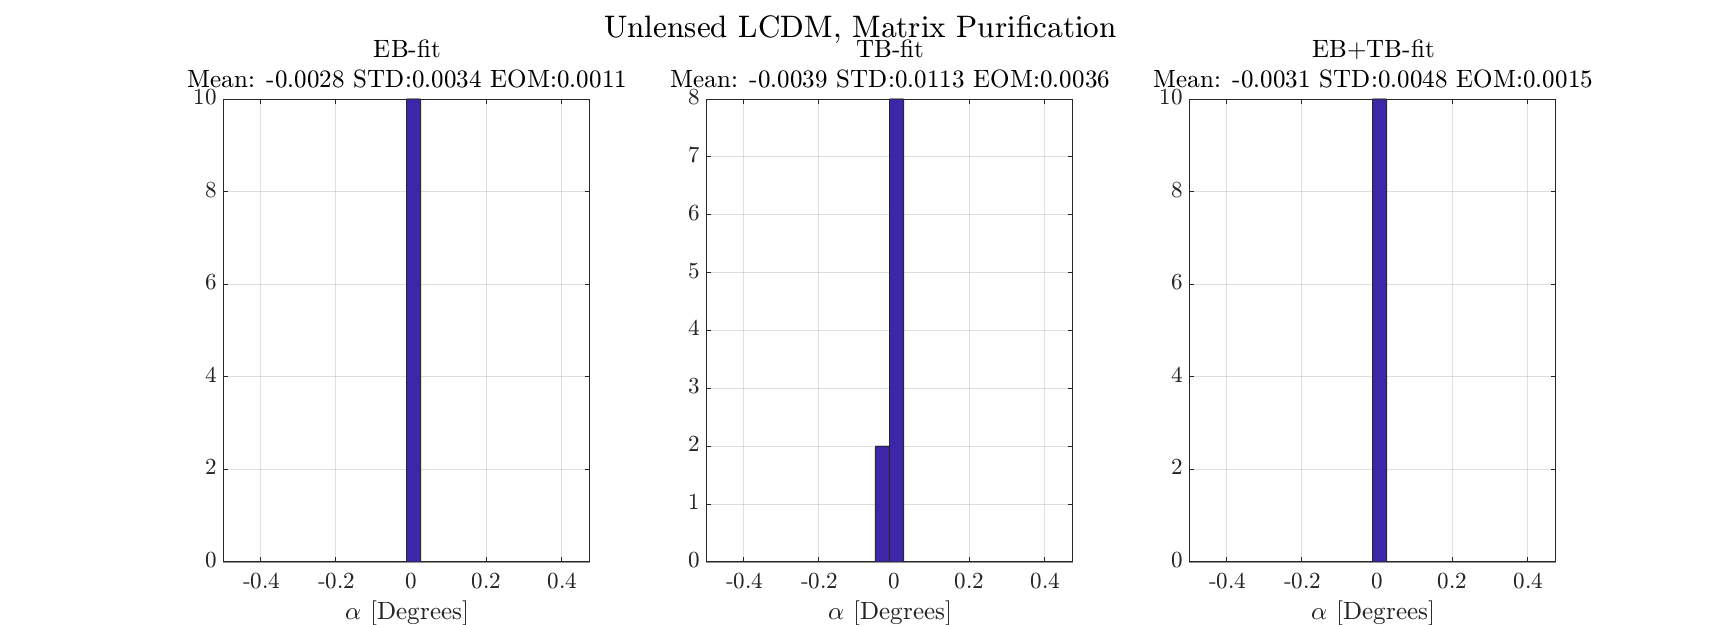 Unlensed LCDM, Matrix Purification
EB-fit
Mean: -0.0028 STD:0.0034 EOM:0.0011
10
8
6
4
2
0
-0.4 -0.2 0 0.2 0.4
α [Degrees]
TB-fit
Mean: -0.0039 STD:0.0113 EOM:0.0036
8
7
6
5
4
3
2
1
0
-0.4 -0.2 0 0.2 0.4
α [Degrees]
EB+TB-fit
Mean: -0.0031 STD:0.0048 EOM:0.0015
10
8
6
4
2
0
-0.4 -0.2 0 0.2 0.4
α [Degrees]